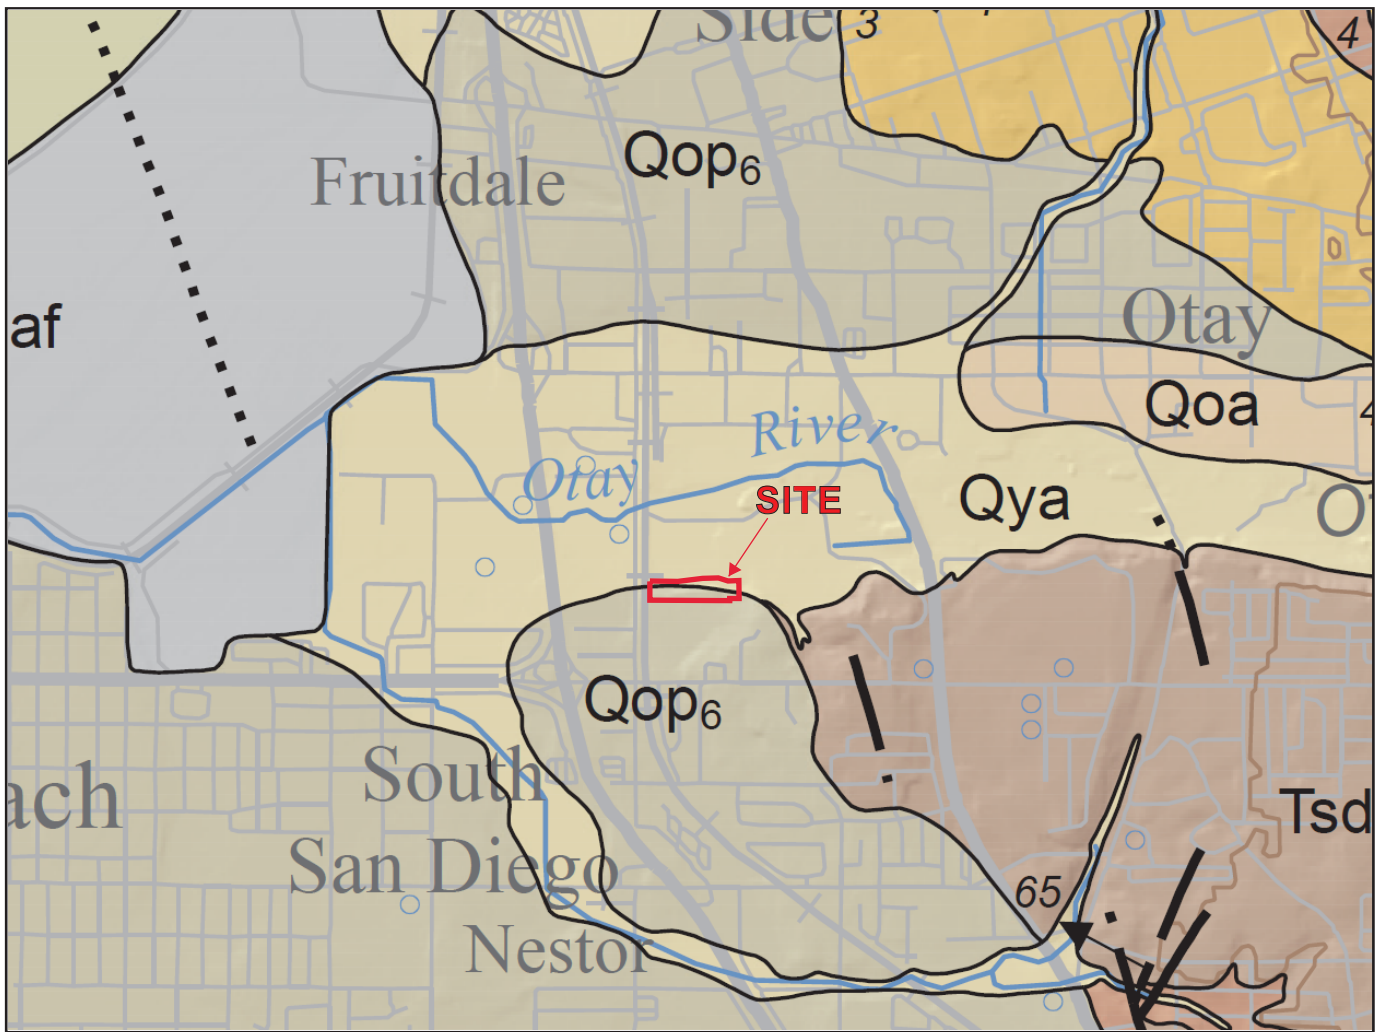 Side
3
4
Qop6
Fruitdale
af
Otay
Qoa
4
River
Otay
SITE
Qya
O
Qop6
South
ach
Tsd
San Diego
65
Nestor